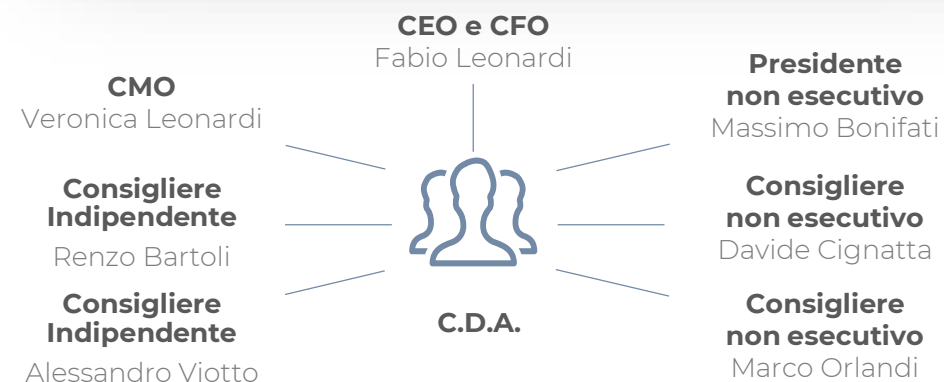 CEO e CFO
Fabio Leonardi
CMO
Veronica Leonardi
Presidente
non esecutivo
Massimo Bonifati
Consigliere
Indipendente
Renzo Bartoli
Consigliere
non esecutivo
Davide Cignatta
Consigliere
Indipendente
Alessandro Viotto
C.D.A.
Consigliere
non esecutivo
Marco Orlandi